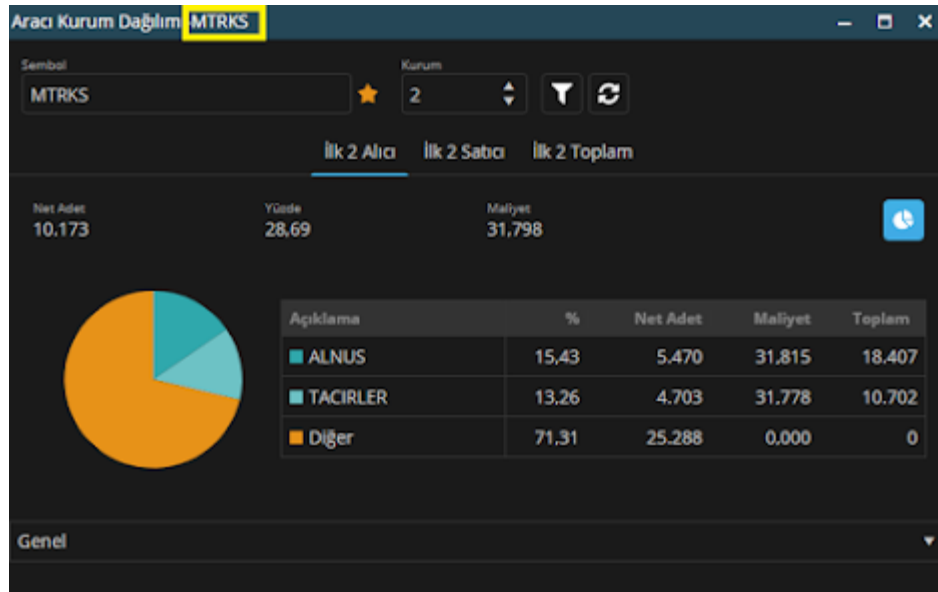 Aracı Kurum Dağılımı MTRKS
Sembol Kurum
MTRKS 2
İlk 2 Alıcı İlk 2 Satıcı İlk 2 Toplam
Net Adet Yüzde Maliyet
10.173 28,69 31,798
Açıklama % Net Adet Maliyet Toplam
ALNUS 15,43 5.470 31,815 18.407
TACIRLER 13,26 4.703 31,778 10.702
Diğer 71,31 25.288 0,000 0
Genel